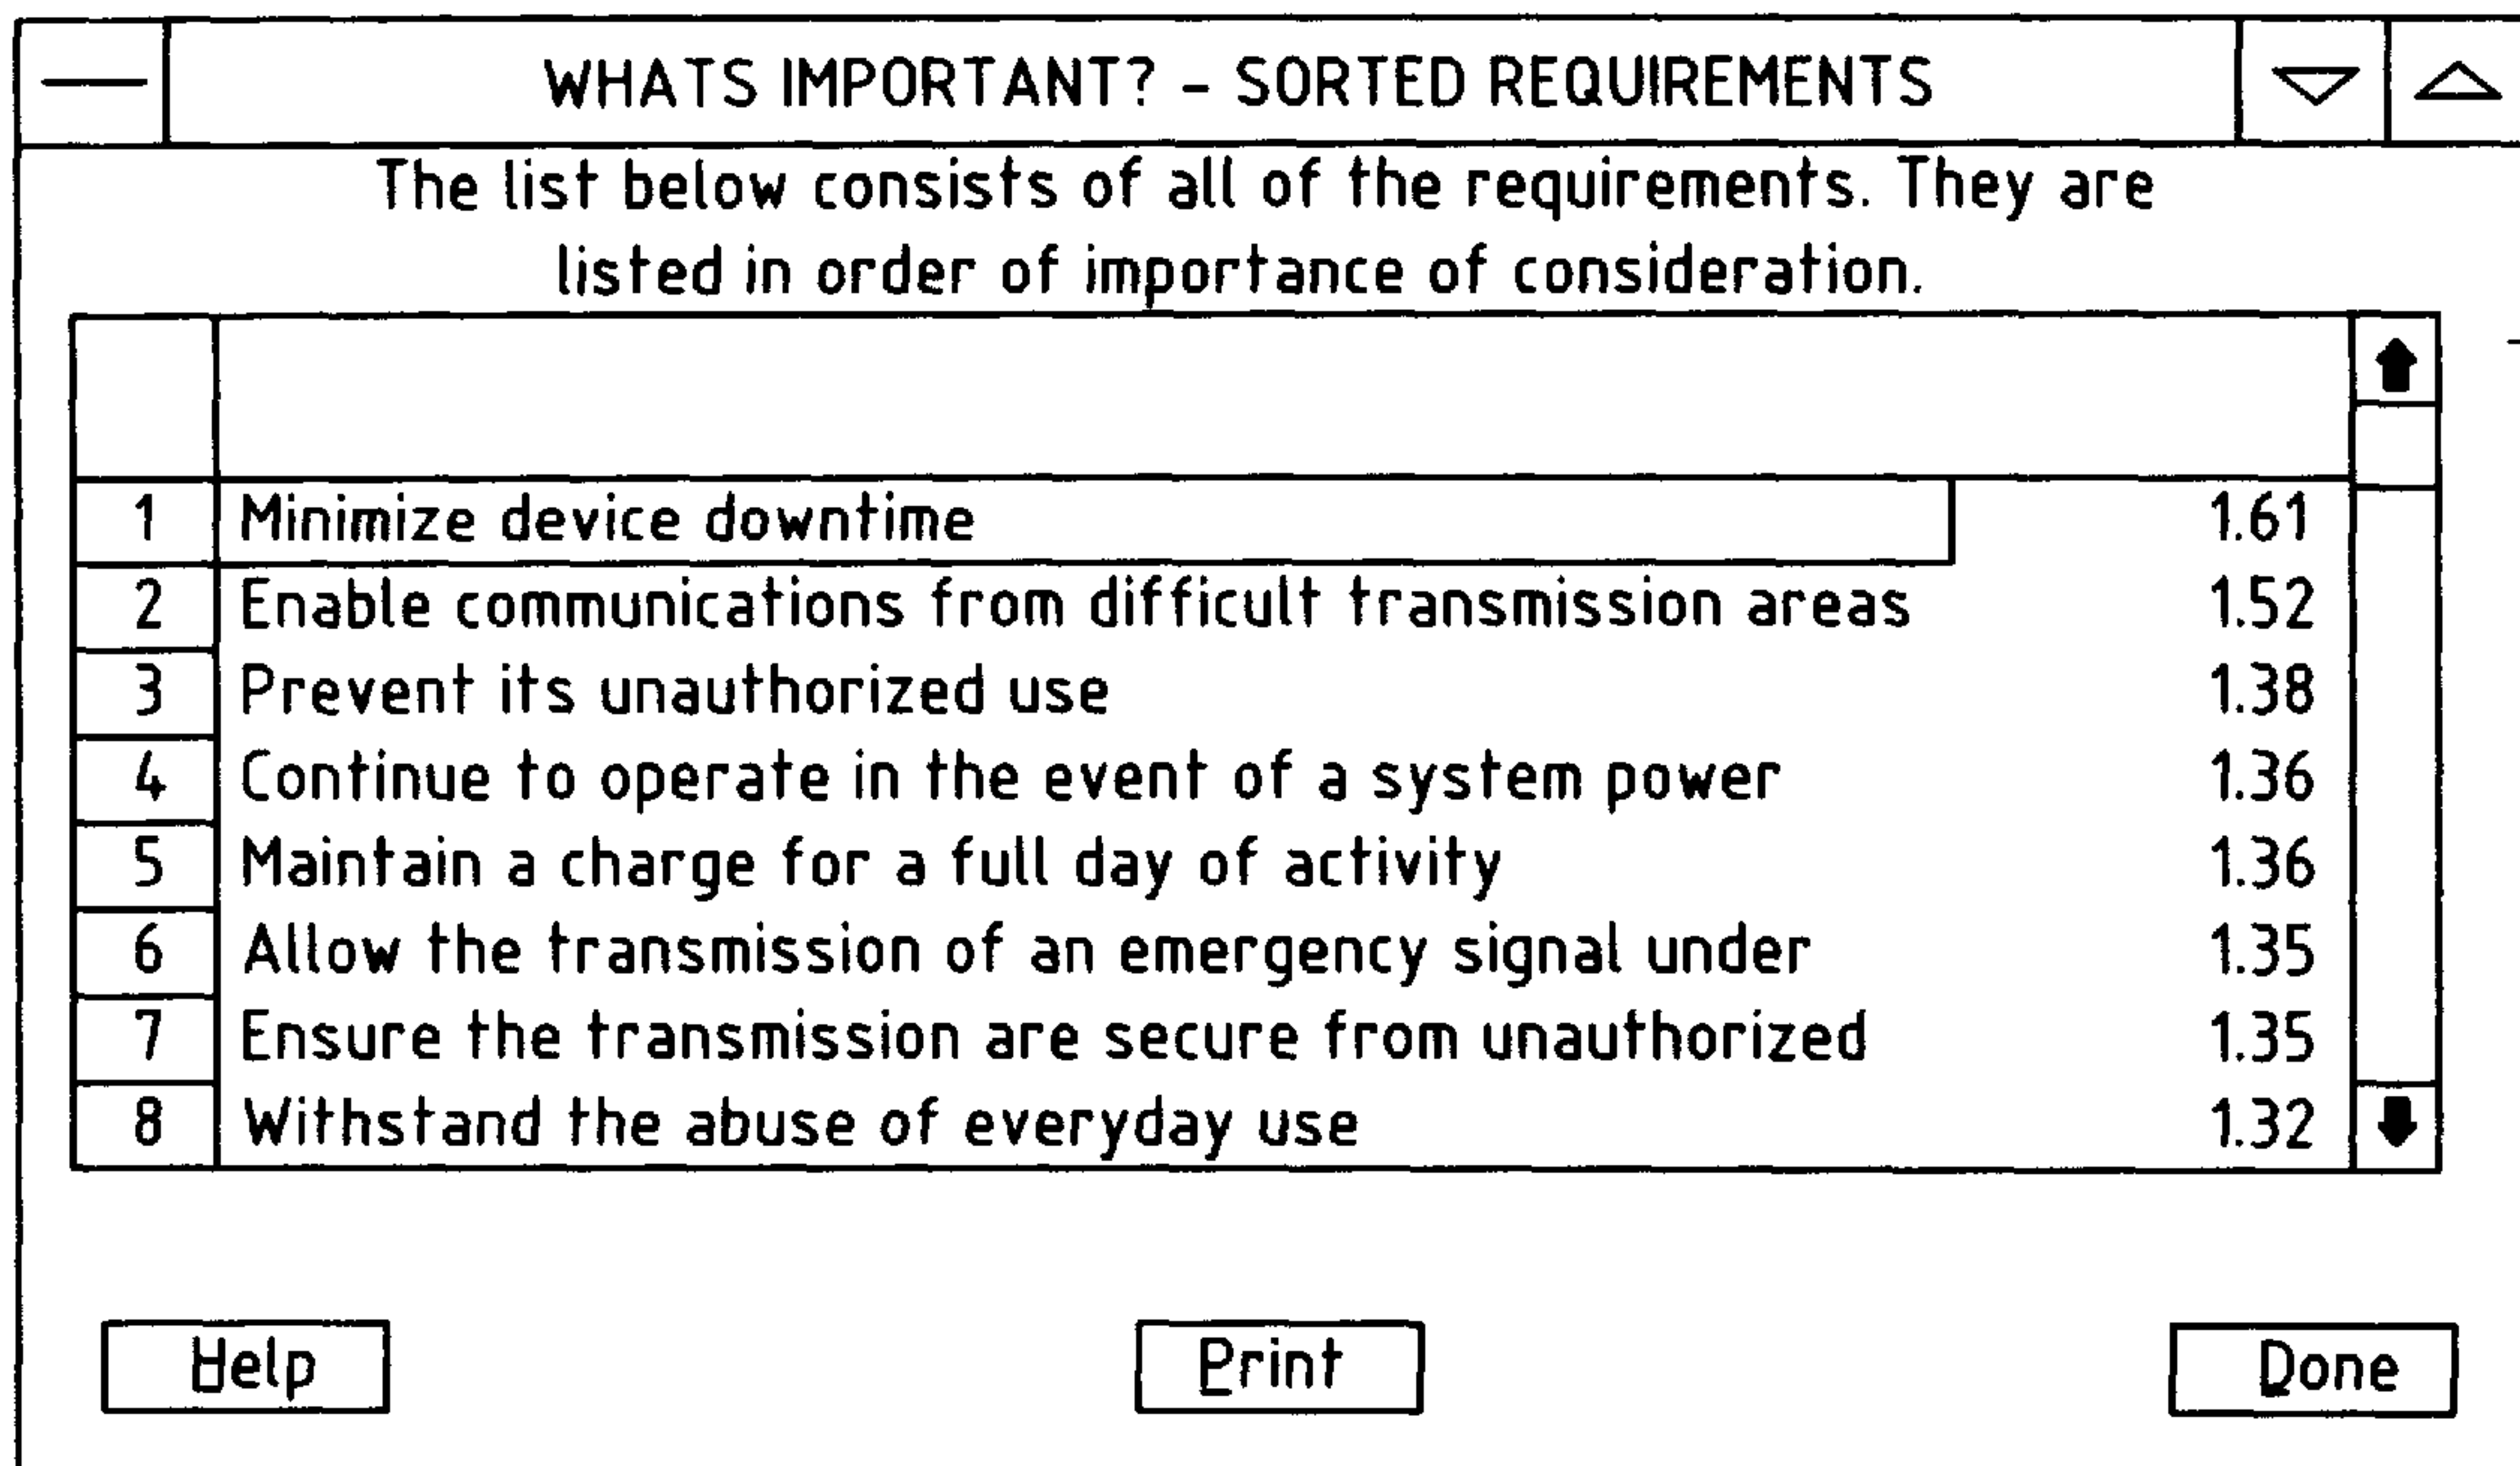 WHATS IMPORTANT? - SORTED REQUIREMENTS
The list below consists of all of the requirements. They are
listed in order of importance of consideration.
1 Minimize device downtime 1.61
2 Enable communications from difficult transmission areas 1.52
3 Prevent its unauthorized use 1.38
4 Continue to operate in the event of a system power 1.36
5 Maintain a charge for a full day of activity 1.36
6 Allow the transmission of an emergency signal under 1.35
7 Ensure the transmission are secure from unauthorized 1.35
8 Withstand the abuse of everyday use 1.32
Help Print Done